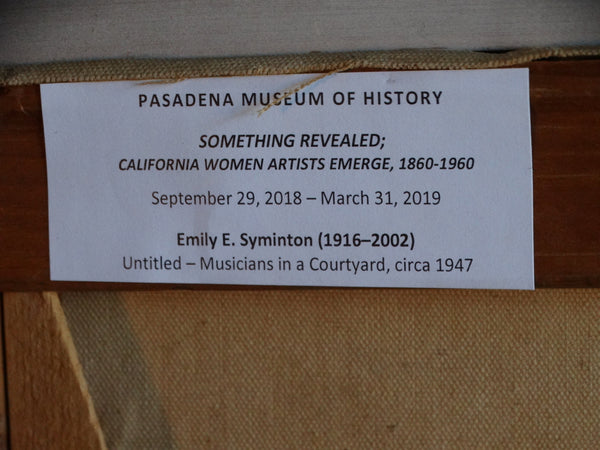 PASADENA MUSEUM OF HISTORY
SOMETHING REVEALED;
CALIFORNIA WOMEN ARTISTS EMERGE, 1860-1960
September 29, 2018 – March 31, 2019
Emily E. Syminton (1916–2002)
Untitled – Musicians in a Courtyard, circa 1947